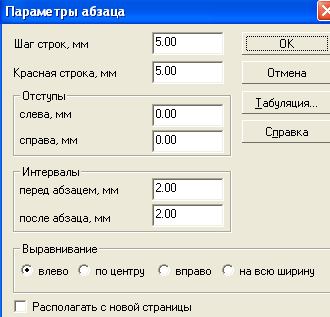 Параметры абзаца
Шаг строк, мм 5.00 OK
Красная строка, мм 5.00 Отмена
Отступы Табуляция...
слева, мм 0.00
справа, мм 0.00 Справка
Интервалы
перед абзацем, мм 2.00
после абзаца, мм 2.00
Выравнивание
влево по центру вправо на всю ширину
Располагать с новой страницы